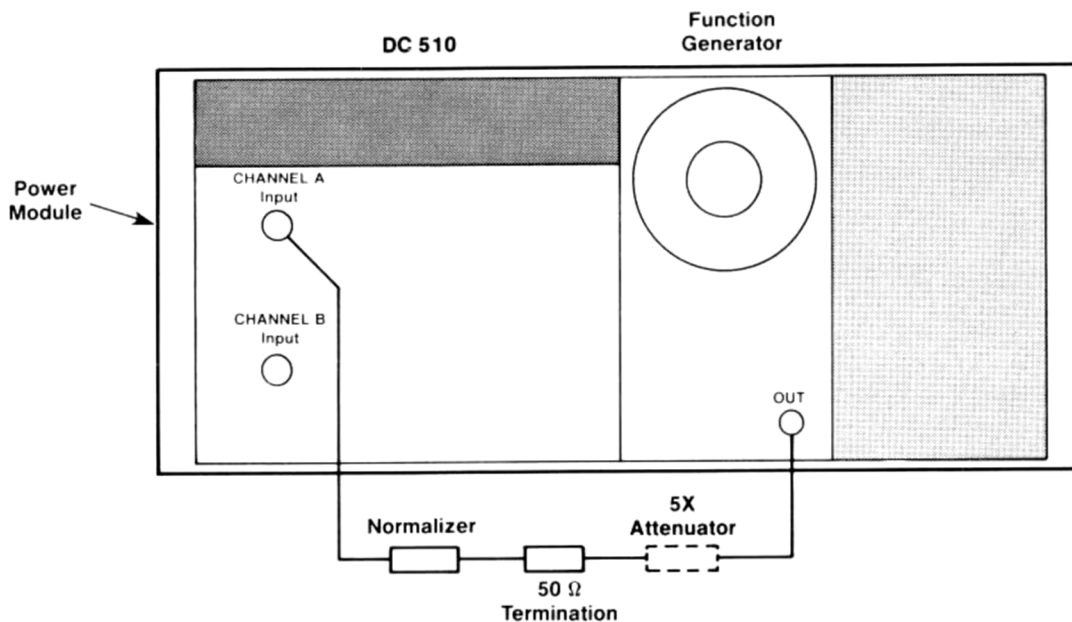 DC 510
Function
Generator
Power
Module
CHANNEL A
Input
CHANNEL B
Input
OUT
Normalizer
5X
Attenuator
50 Ω
Termination